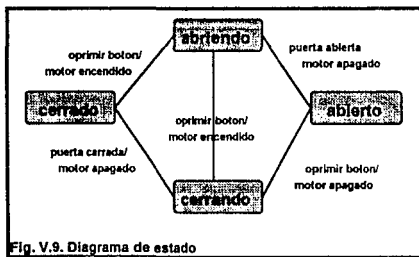 abriendo
oprimir boton/
motor encendido
puerta abierta
motor apagado
cerrado
abierto
oprimir boton/
motor encendido
puerta carrada/
motor apagado
oprimir boton/
motor apagado
cerrando
Fig. V.9. Diagrama de estado